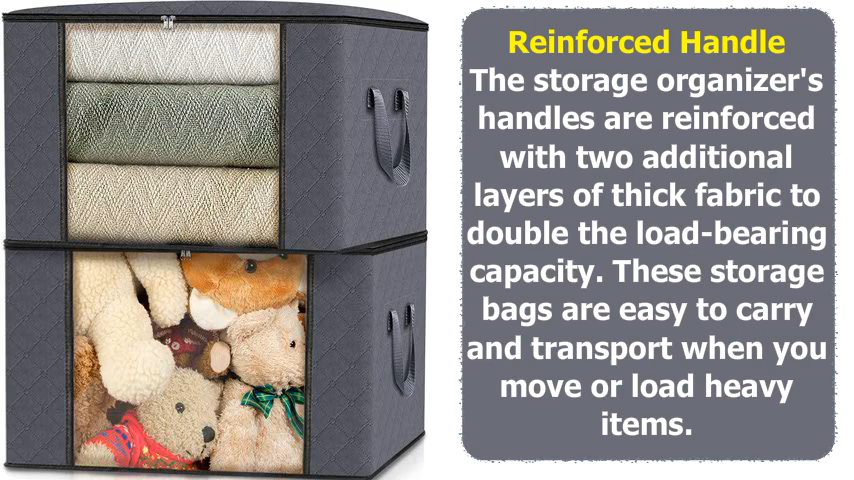 Reinforced Handle
The storage organizer's
handles are reinforced
with two additional
layers of thick fabric to
double the load-bearing
capacity. These storage
bags are easy to carry
and transport when you
move or load heavy
items.